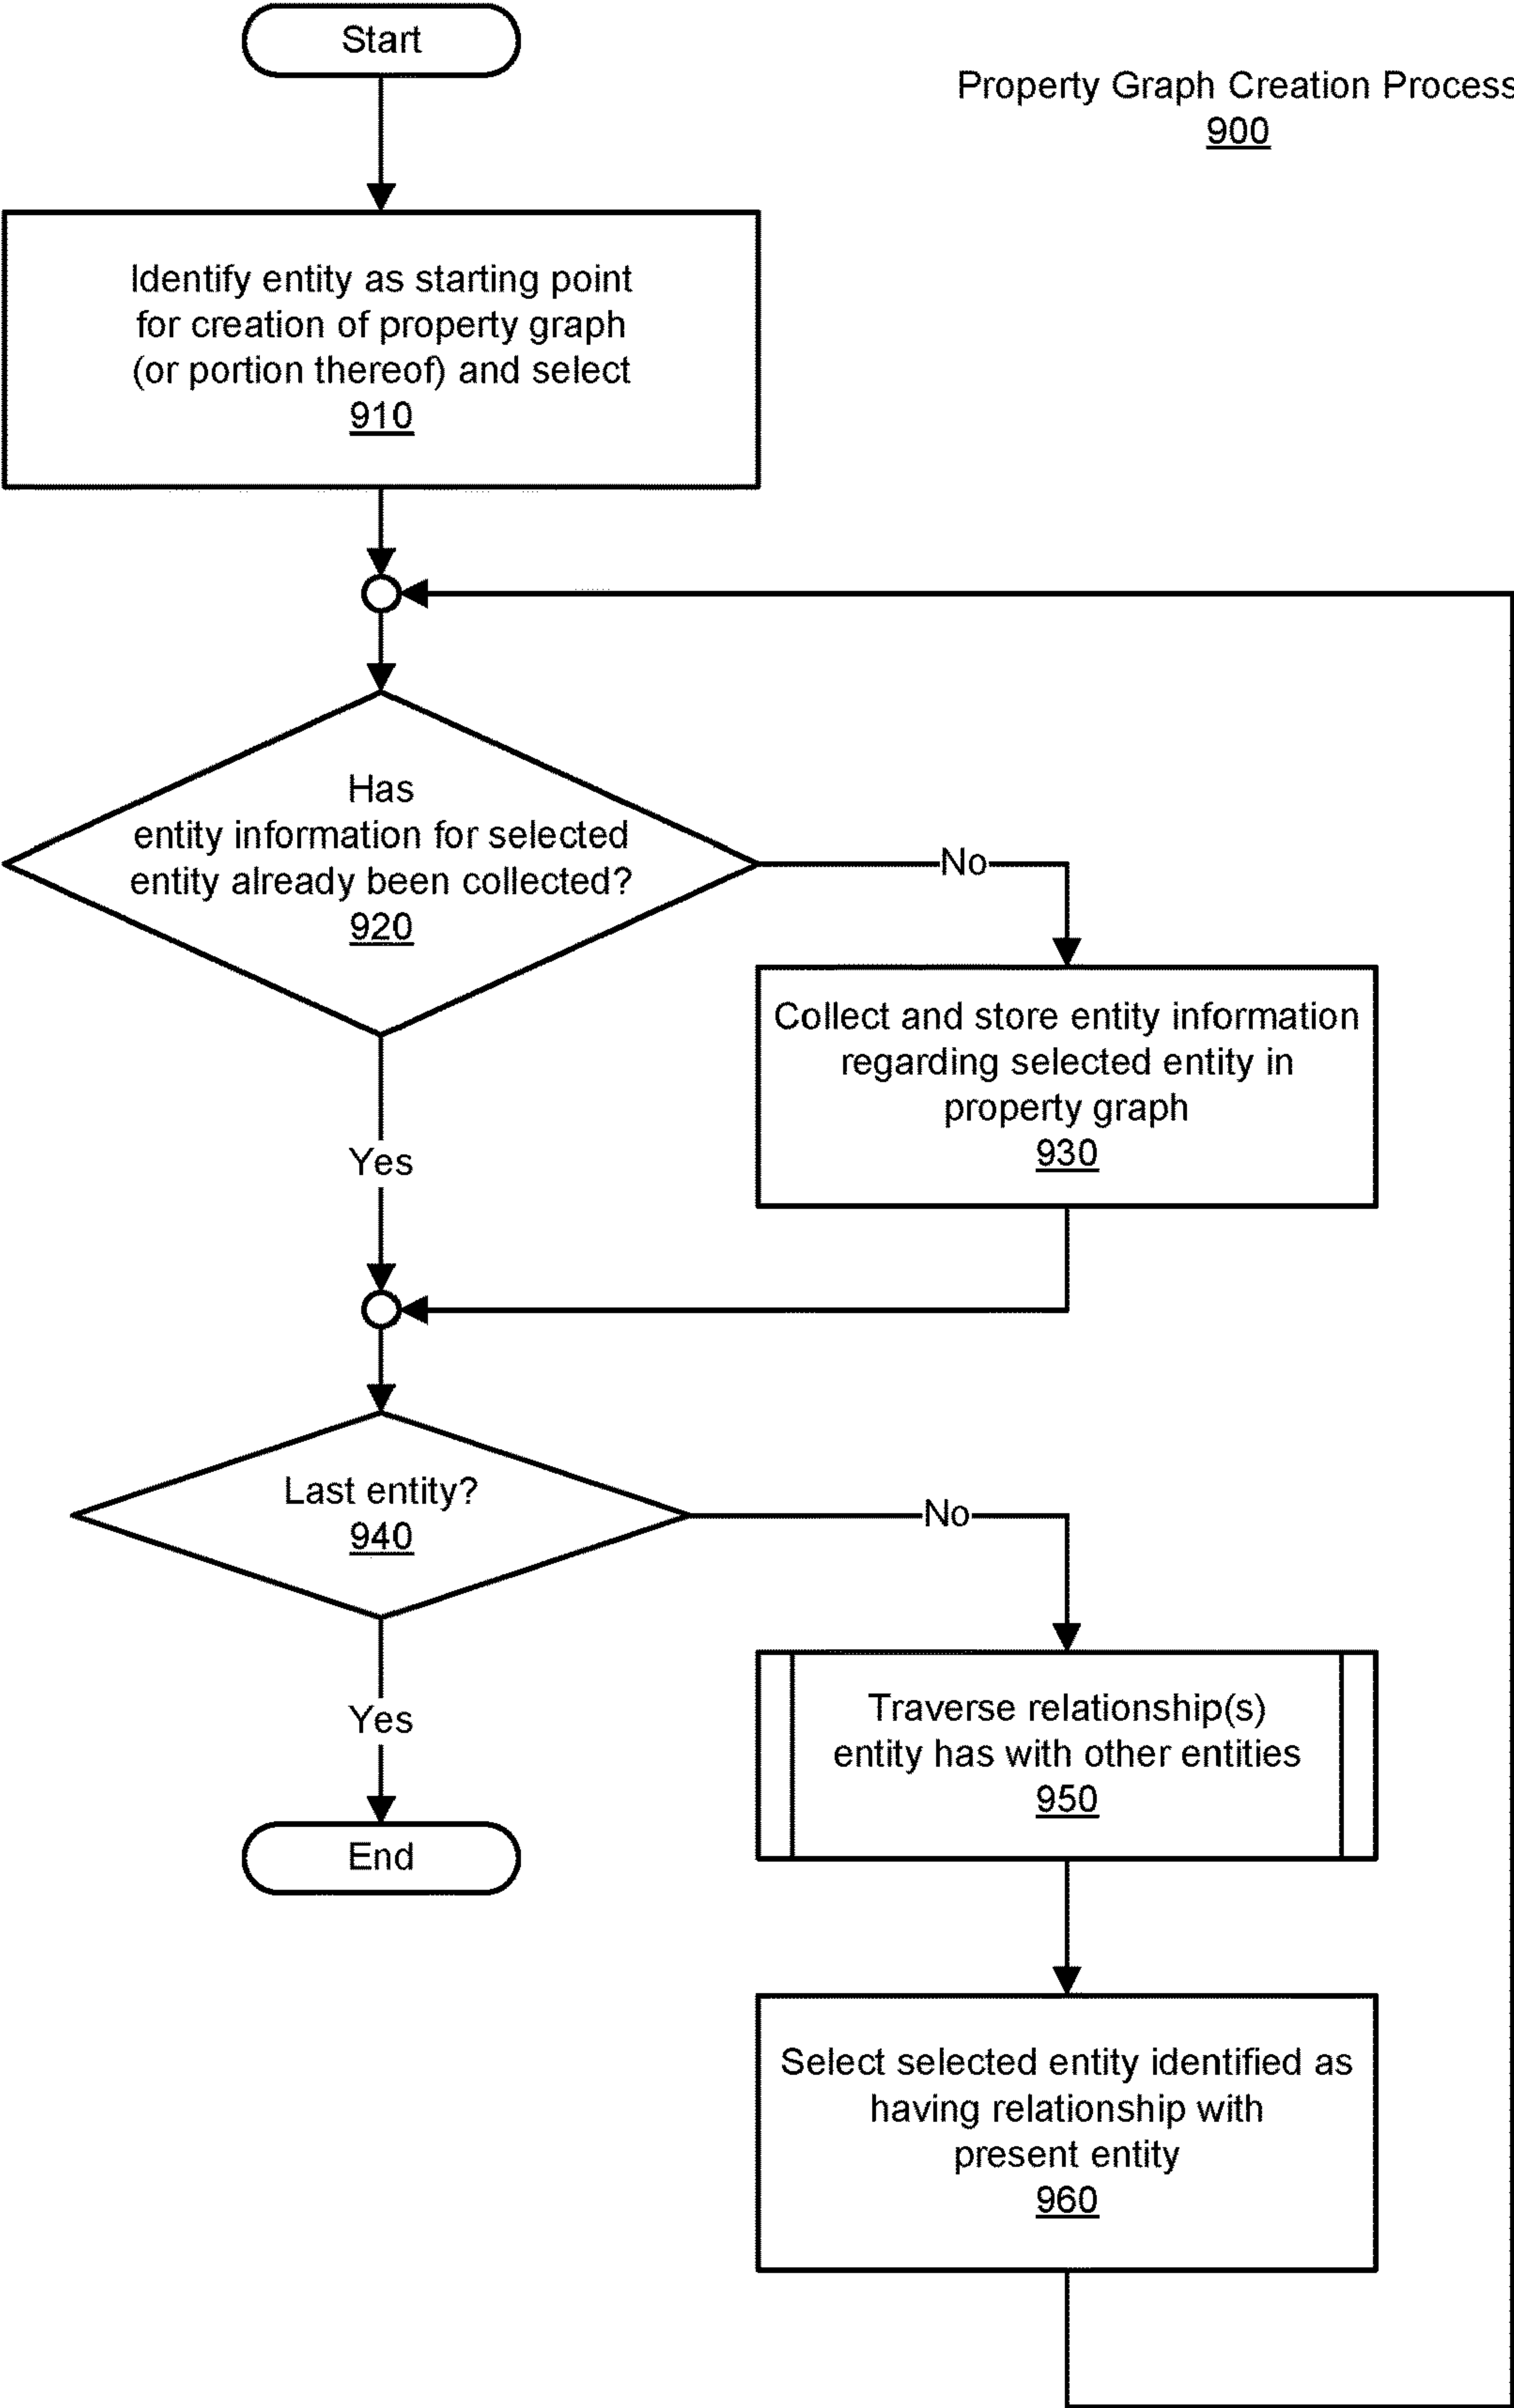 Start
Property Graph Creation Process
900
Identify entity as starting point
for creation of property graph
(or portion thereof) and select
910
Has
entity information for selected
entity already been collected?
920
No
Collect and store entity information
regarding selected entity in
property graph
930
Yes
Last entity?
940
No
Traverse relationship(s)
entity has with other entities
950
Yes
End
Select selected entity identified as
having relationship with
present entity
960